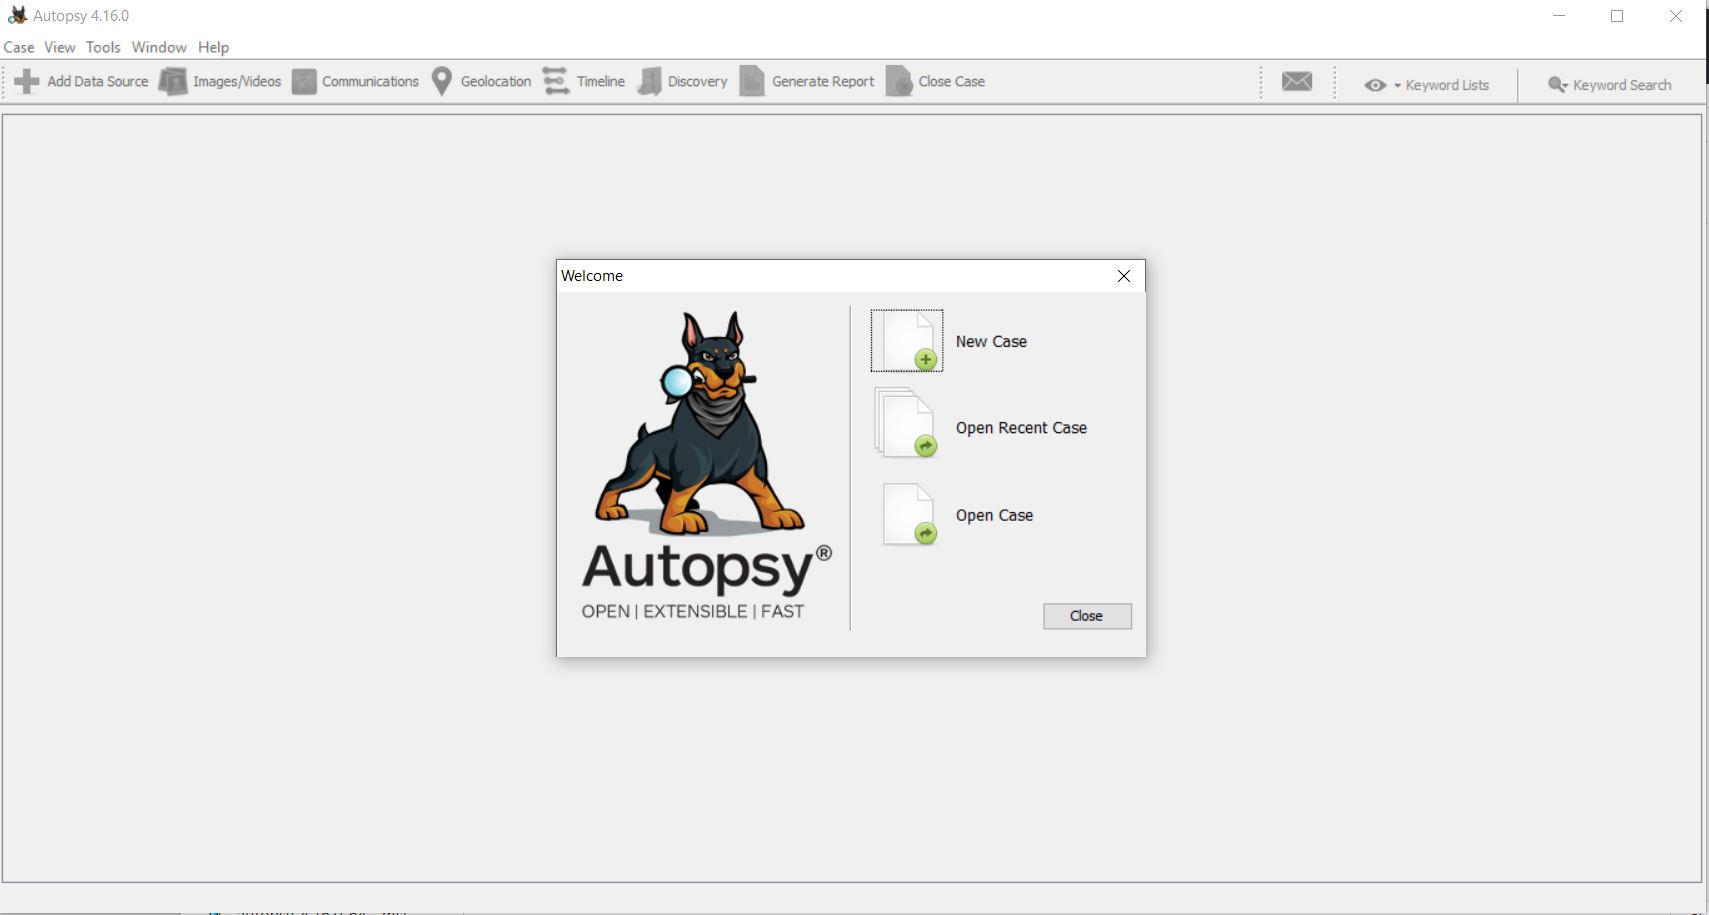 Autopsy 4.16.0
Case View Tools Window Help
Add Data Source Images/Videos Communications Geolocation Timeline Discovery Generate Report Close Case Keyword Lists Keyword Search
Welcome
New Case
Open Recent Case
Open Case
Autopsy®
OPEN | EXTENSIBLE | FAST
Close